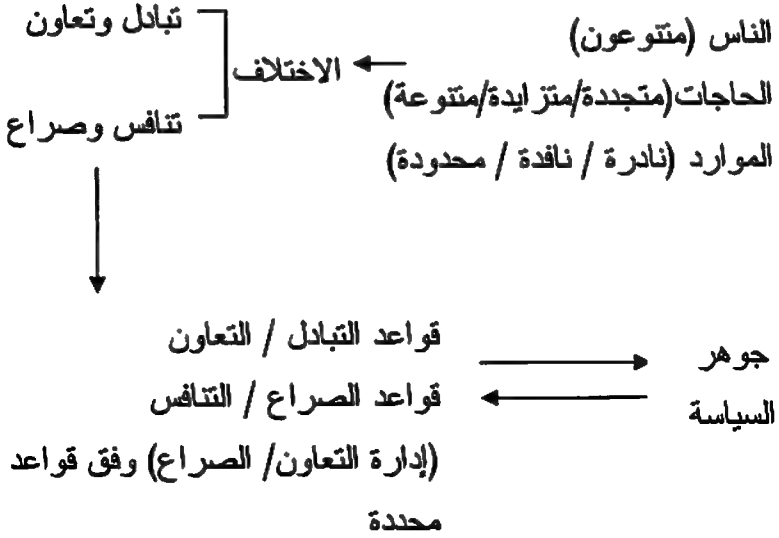 الناس (متنوعون)
الحاجات(متجددة/متزايدة/متنوعة)
الموارد (نادرة / نافدة / محدودة)
الاختلاف
تبادل وتعاون
تنافس وصراع
قواعد التبادل / التعاون
قواعد الصراع / التنافس
(إدارة التعاون/ الصراع) وفق قواعد
محددة
جوهر
السياسة